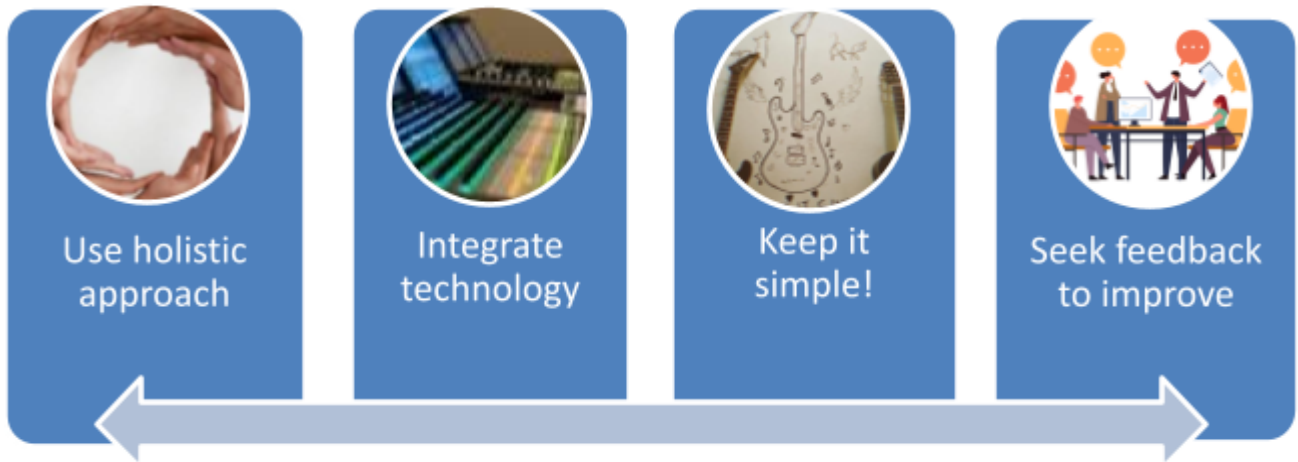 Use holistic
approach
Integrate
technology
Keep it
simple!
Seek feedback
to improve